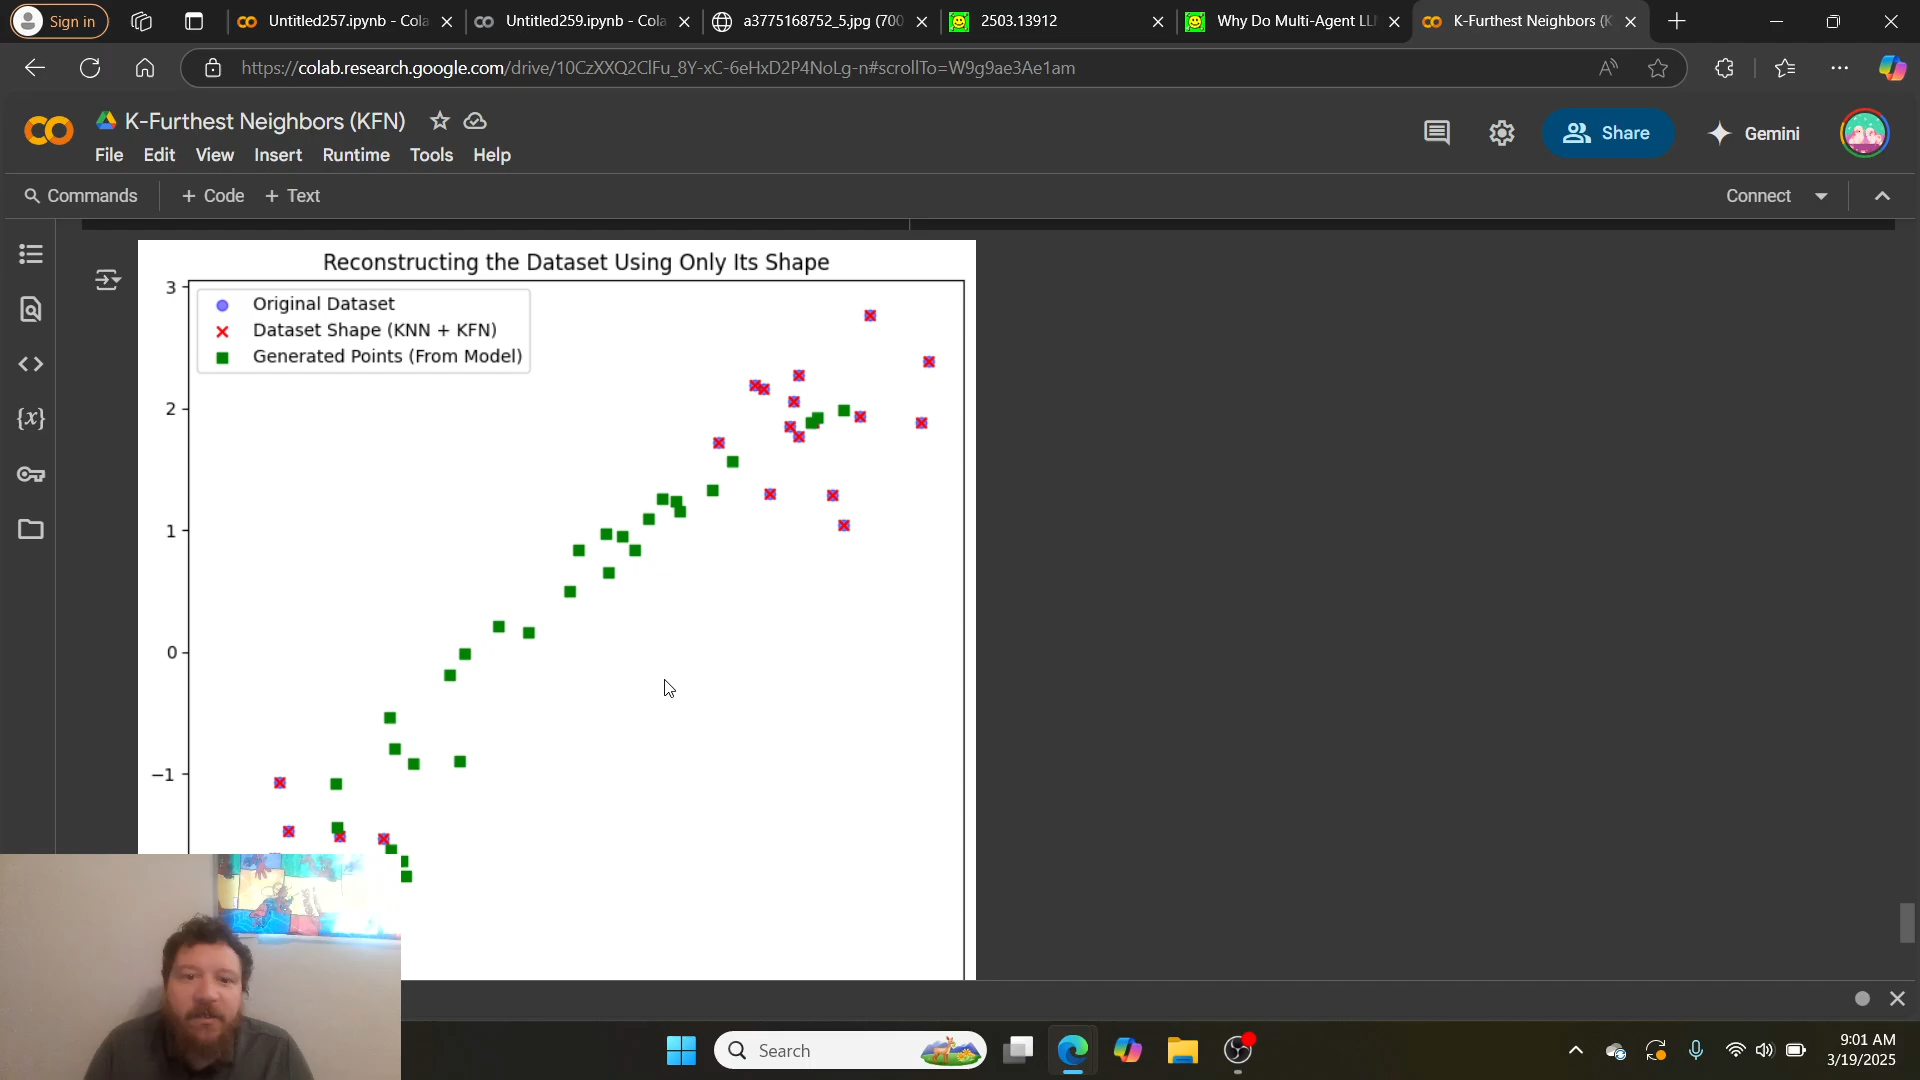 Sign in
Untitled257.ipynb - Cola
Untitled259.ipynb - Cola
a3775168752_5.jpg (700
2503.13912
Why Do Multi-Agent LL
K-Furthest Neighbors (K
https://colab.research.google.com/drive/10CzXXQ2ClFu_8Y-xC-6eHxD2P4NoLg-n#scrollTo=W9g9ae3Ae1am
K-Furthest Neighbors (KFN)
Share
Gemini
File Edit View Insert Runtime Tools Help
Commands
+ Code
+ Text
Connect
Reconstructing the Dataset Using Only Its Shape
3
Original Dataset
Dataset Shape (KNN + KFN)
Generated Points (From Model)
2
1
0
−1
Search
9:01 AM
3/19/2025